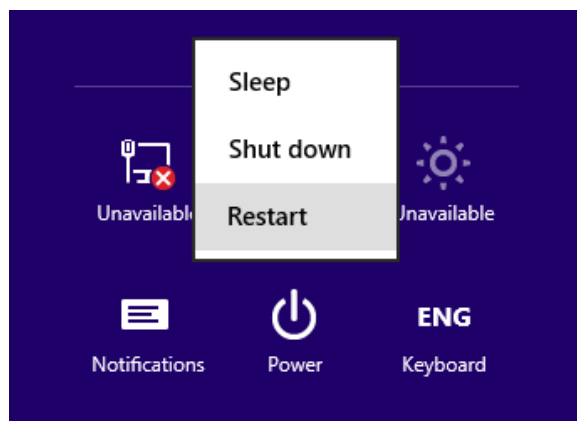 Sleep
Shut down
Restart
Unavailable
Unavailable
ENG
Notifications
Power
Keyboard